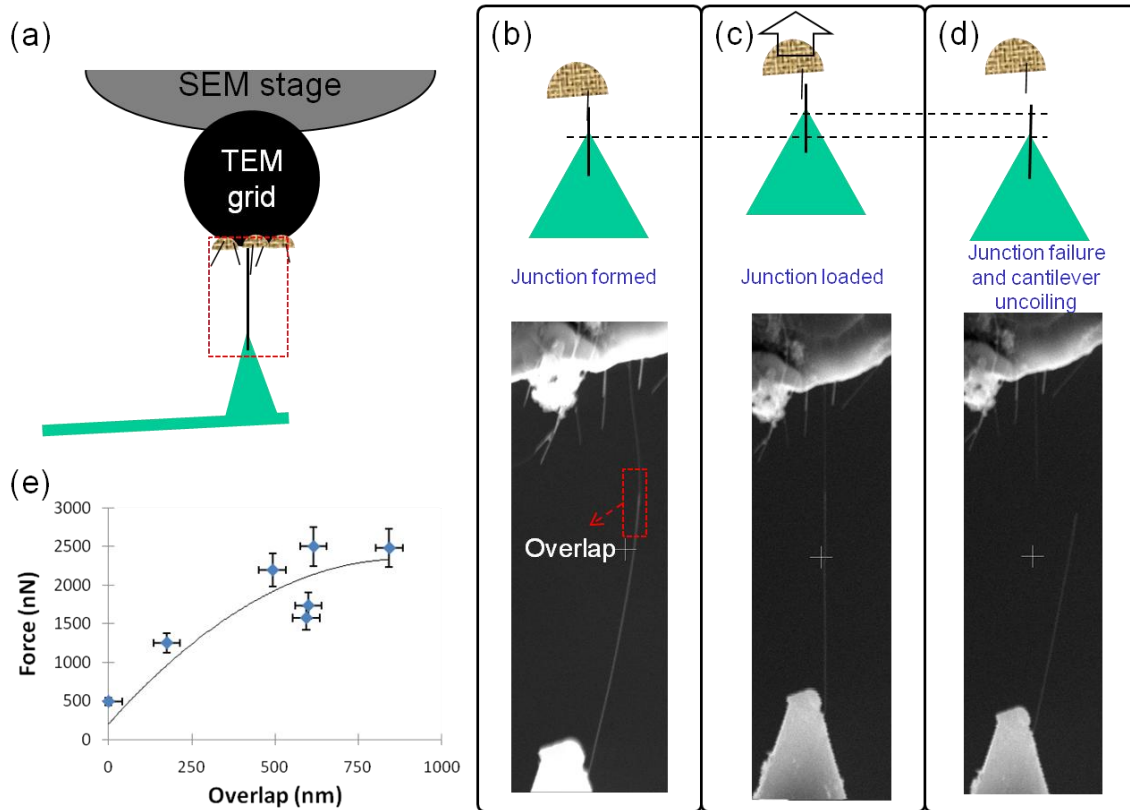 (a)
SEM stage
TEM
grid
(b)
Junction formed
Overlap
(c)
Junction loaded
(d)
Junction failure
and cantilever
uncoiling
(e)
Force (nN)
3000
2500
2000
1500
1000
500
0
0 250 500 750 1000
Overlap (nm)